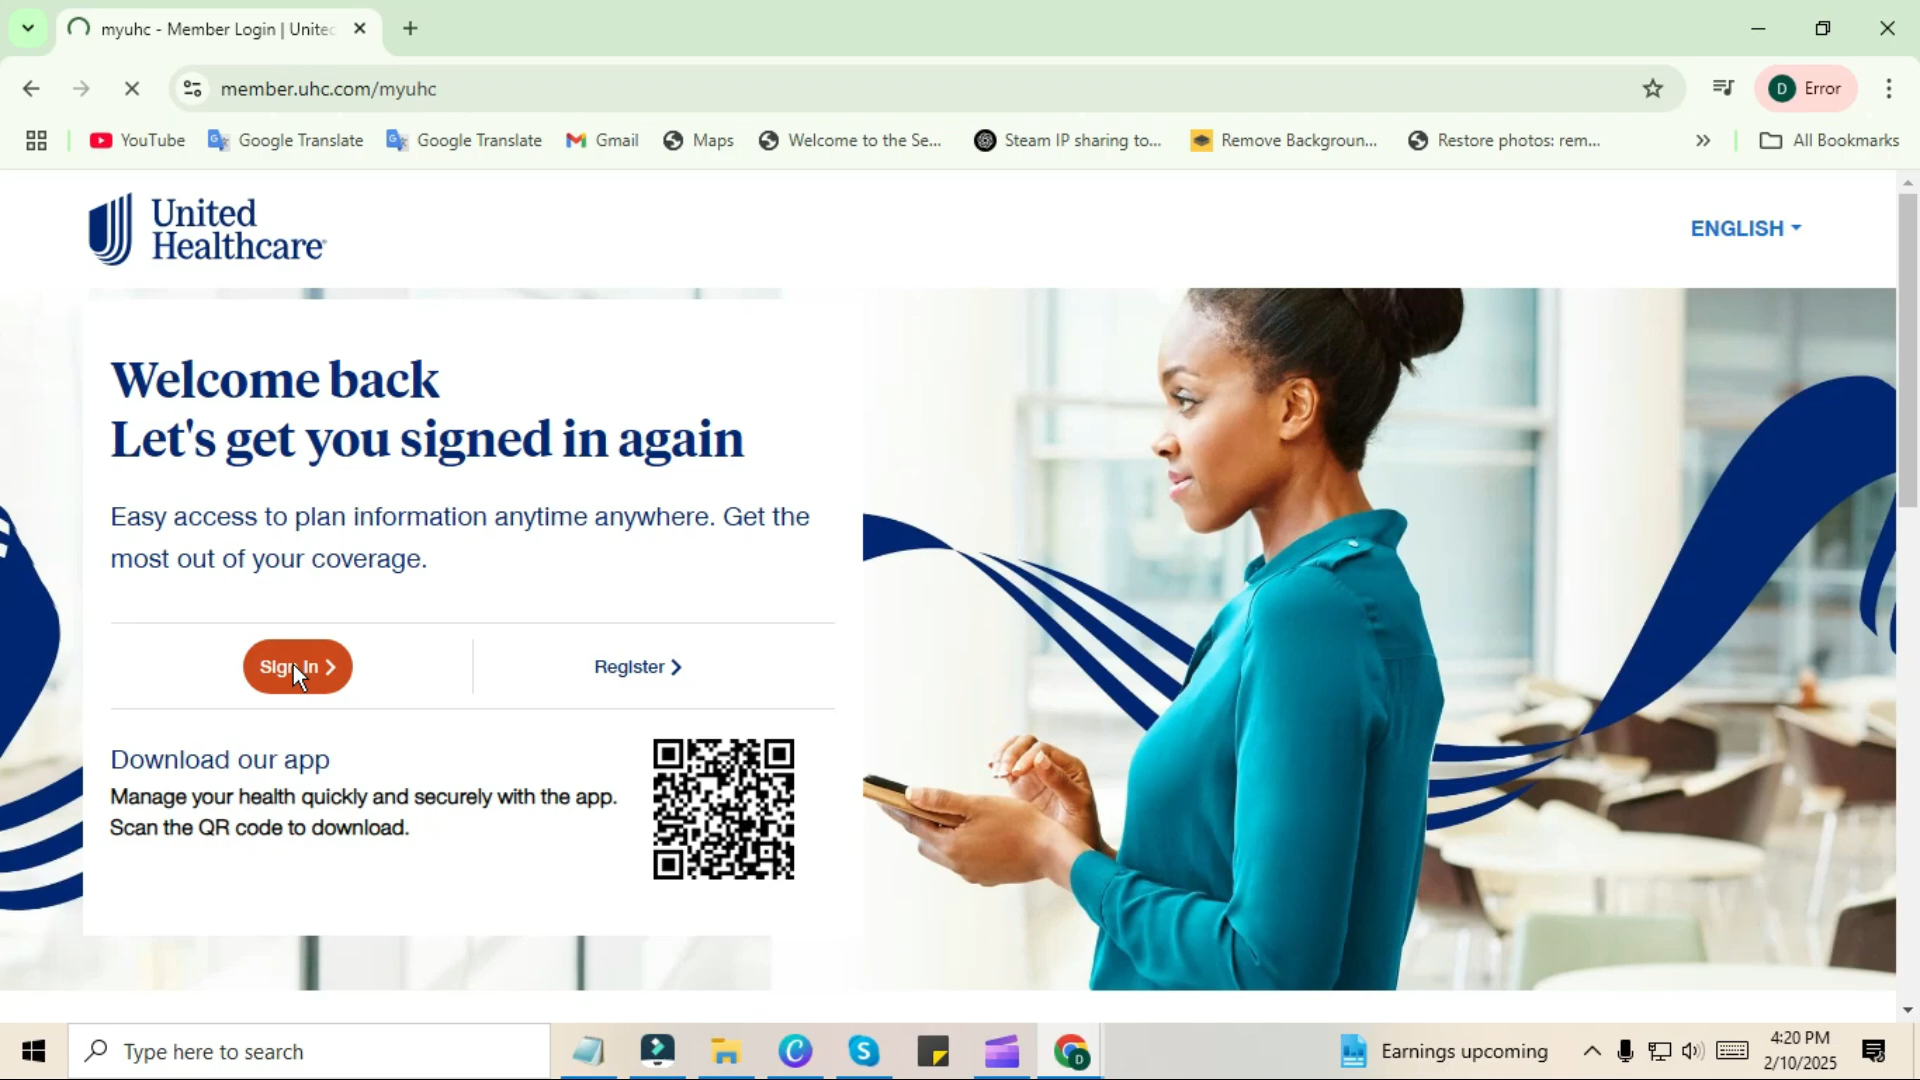 myuhc - Member Login | Unitec
member.uhc.com/myuhc
D Error
YouTube
Google Translate
Google Translate
Gmail
Maps
Welcome to the Se...
Steam IP sharing to...
Remove Backgroun...
Restore photos: rem...
All Bookmarks
United
Healthcare
ENGLISH
Welcome back
Let's get you signed in again
Easy access to plan information anytime anywhere. Get the
most out of your coverage.
Sign In
Register
Download our app
Manage your health quickly and securely with the app.
Scan the QR code to download.
Type here to search
Earnings upcoming
4:20 PM
2/10/2025